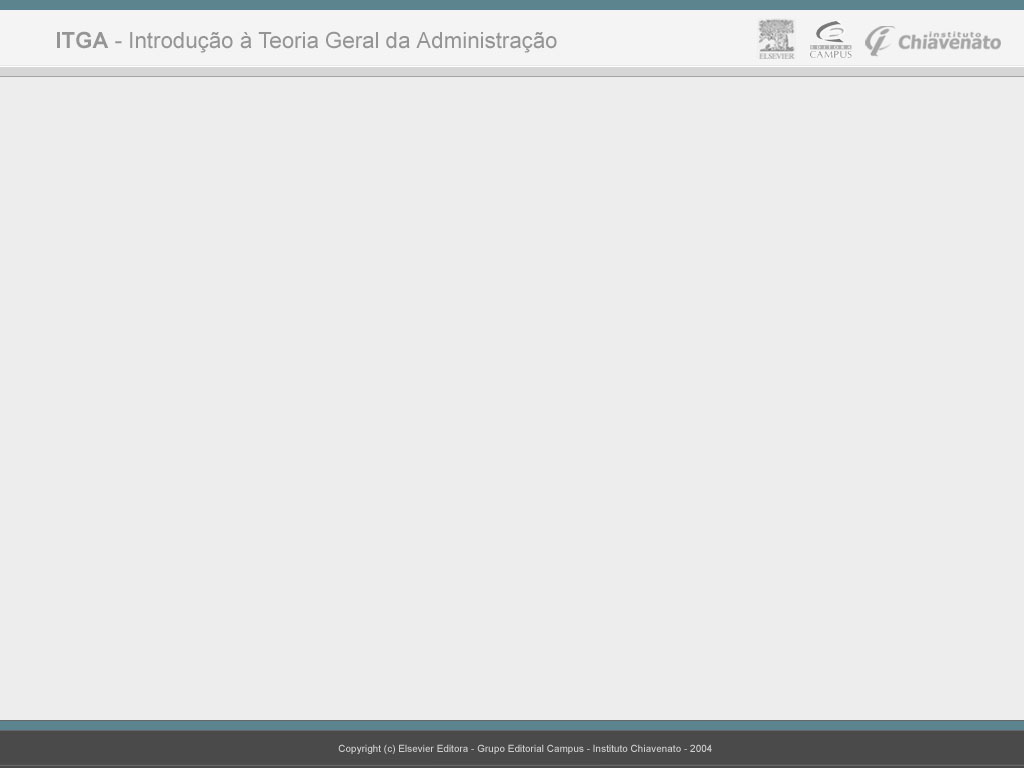 ITGA - Introdução à Teoria Geral da Administração
ELSEVIER
EDITORA
CAMPUS
instituto
Chiavenato
Copyright (c) Elsevier Editora - Grupo Editorial Campus - Instituto Chiavenato - 2004